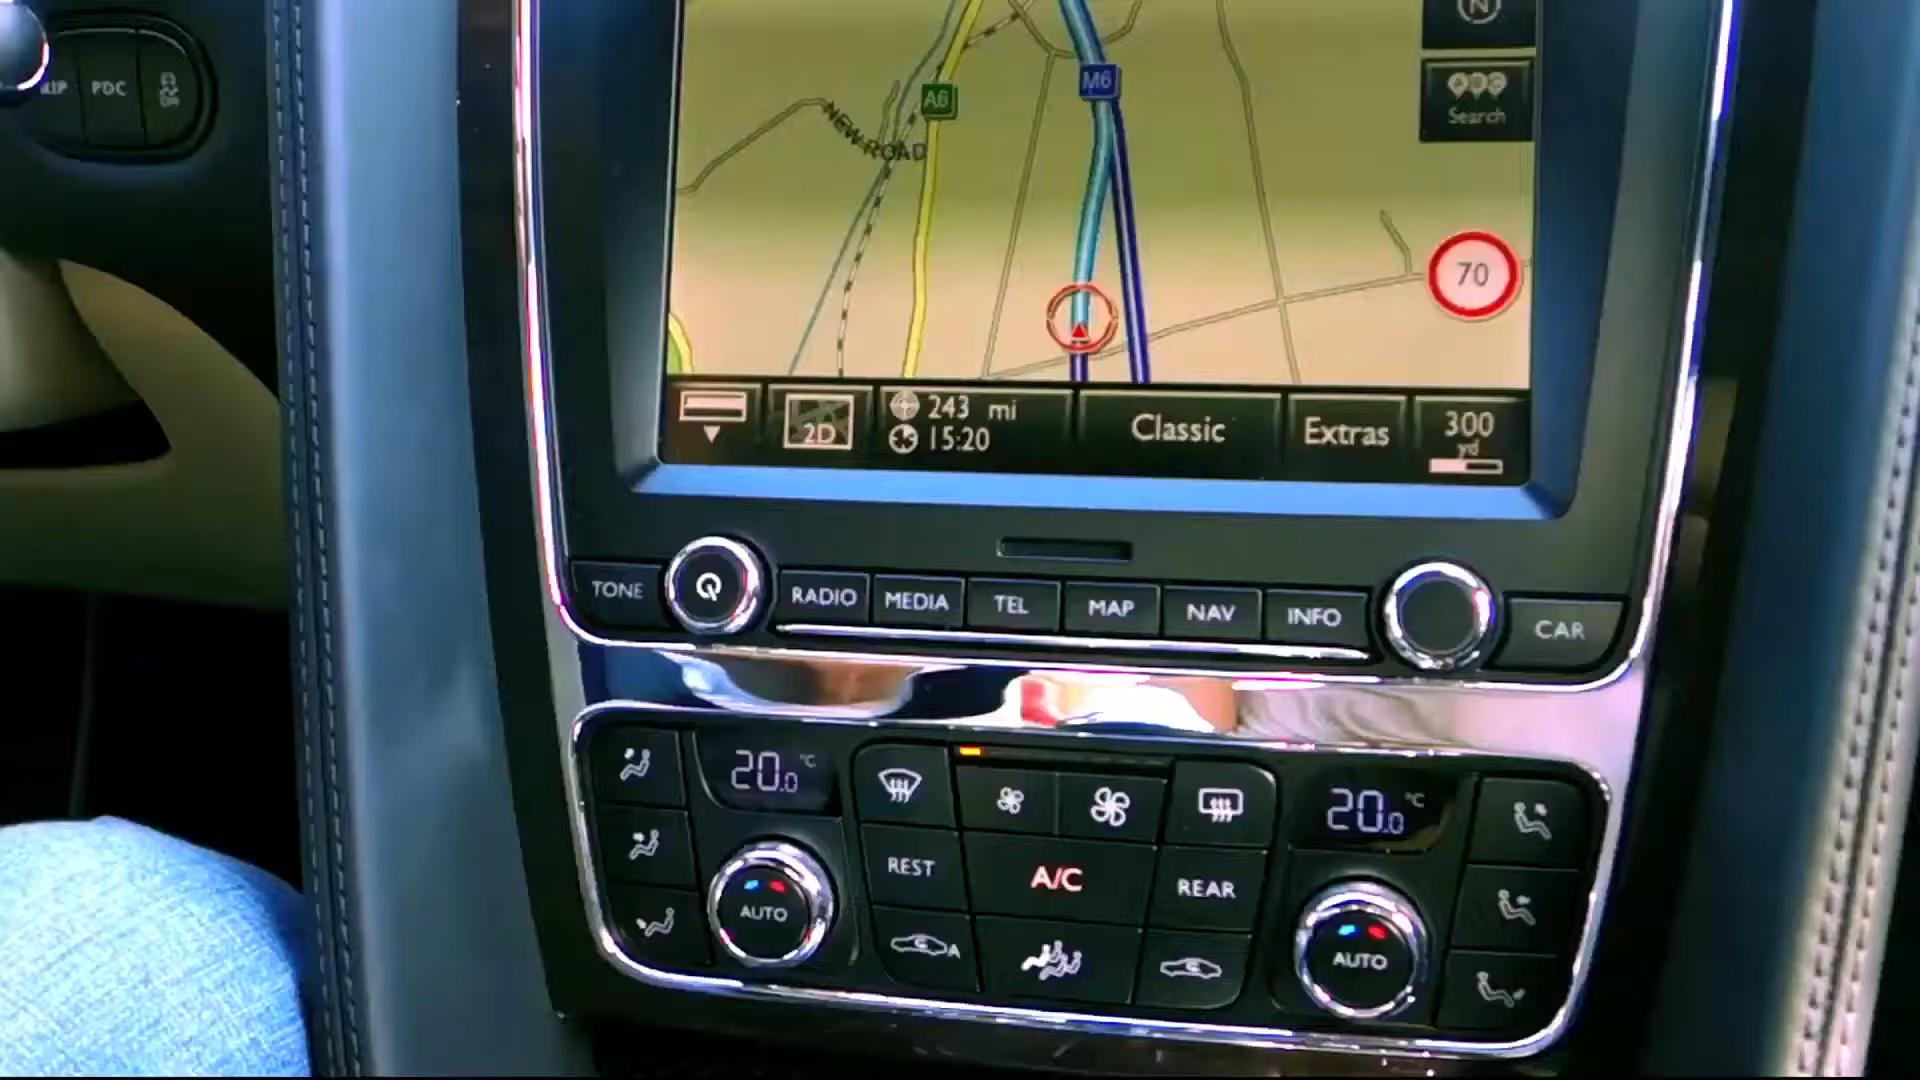 N
PDC
A6
M6
Search
NEW ROAD
70
2D
243 mi
15:20
Classic
Extras
300
yd
TONE
RADIO
MEDIA
TEL
MAP
NAV
INFO
CAR
20.0 °C
20.0 °C
REST
A/C
REAR
AUTO
A
AUTO